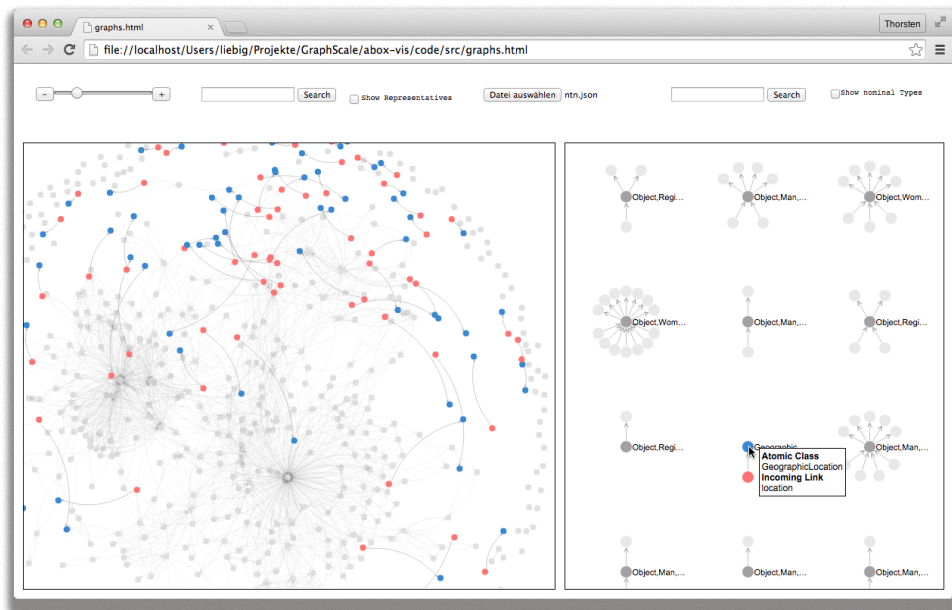 graphs.html
Thorsten
file://localhost/Users/liebig/Projekte/GraphScale/abox-vis/code/src/graphs.html
Search
Show Representatives
Datei auswählen
ntn.json
Search
Show nominal Types
Object,Regi...
Object,Man,...
Object,Wom...
Object,Wom...
Object,Man,...
Object,Regi...
Object,Regi...
Geographic...
Object,Man,...
Atomic Class
GeographicLocation
Incoming Link
location
Object,Man,...
Object,Man,...
Object,Man,...